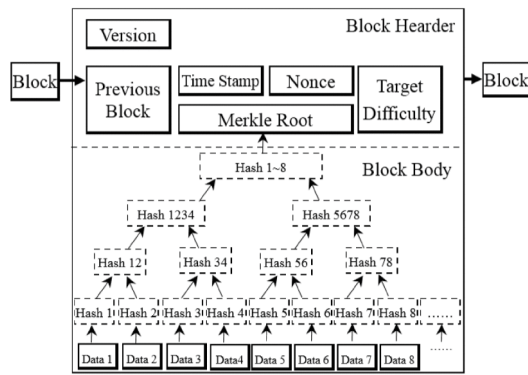 Block Hearder
Version
Block
Previous
Block
Time Stamp
Nonce
Target
Difficulty
Merkle Root
Block
Block Body
Hash 1~8
Hash 1234
Hash 5678
Hash 12
Hash 34
Hash 56
Hash 78
Hash 1
Hash 2
Hash 3
Hash 4
Hash 5
Hash 6
Hash 7
Hash 8
......
Data 1
Data 2
Data 3
Data4
Data 5
Data 6
Data 7
Data 8
......